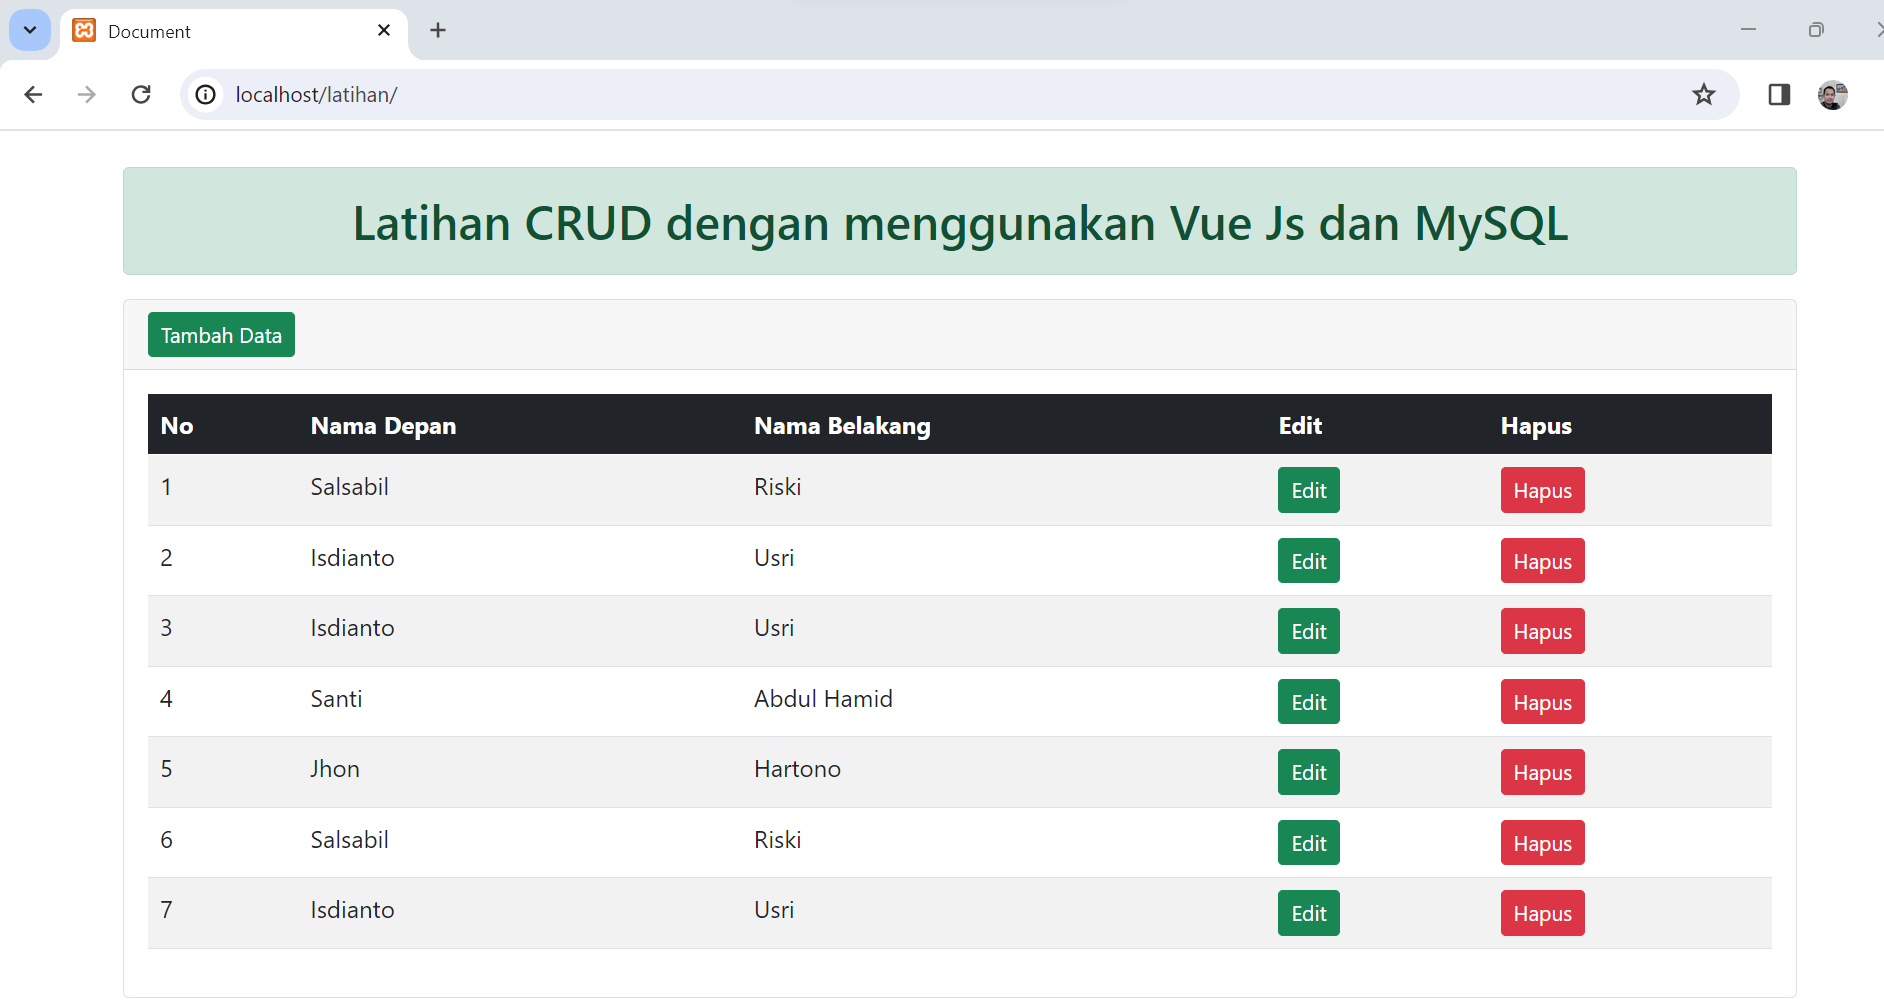 Document
localhost/latihan/
Latihan CRUD dengan menggunakan Vue Js dan MySQL
Tambah Data
No Nama Depan Nama Belakang Edit Hapus
1 Salsabil Riski Edit Hapus
2 Isdianto Usri Edit Hapus
3 Isdianto Usri Edit Hapus
4 Santi Abdul Hamid Edit Hapus
5 Jhon Hartono Edit Hapus
6 Salsabil Riski Edit Hapus
7 Isdianto Usri Edit Hapus